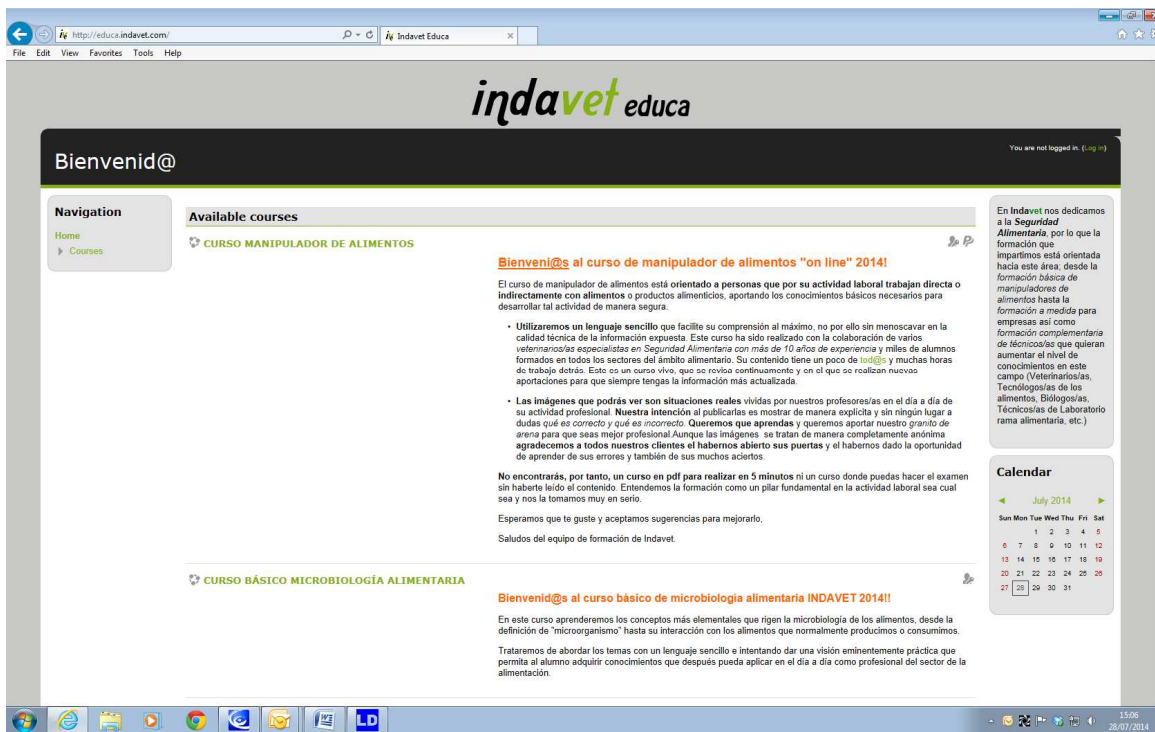 http://educa.indavet.com/
Indavet Educa
File Edit View Favorites Tools Help
indavet educa
Bienvenid@
You are not logged in. (Log in)
Navigation
Home
Courses
Available courses
CURSO MANIPULADOR DE ALIMENTOS
Bienveni@s al curso de manipulador de alimentos "on line" 2014!
El curso de manipulador de alimentos está orientado a personas que por su actividad laboral trabajan directa o
indirectamente con alimentos o productos alimenticios, aportando los conocimientos básicos necesarios para
desarrollar tal actividad de manera segura.
• Utilizaremos un lenguaje sencillo que facilite su comprensión al máximo, no por ello sin menoscavar en la
calidad técnica de la información expuesta. Este curso ha sido realizado con la colaboración de varios
veterinarios/as especialistas en Seguridad Alimentaria con más de 10 años de experiencia y miles de alumnos
formados en todos los sectores del ámbito alimentario. Su contenido tiene un poco de tod@s y muchas horas
de trabajo detrás. Este es un curso vivo, que se revisa continuamente y en el que se realizan nuevas
aportaciones para que siempre tengas la información más actualizada.
• Las imágenes que podrás ver son situaciones reales vividas por nuestros profesores/as en el día a día de
su actividad profesional. Nuestra intención al publicarlas es mostrar de manera explícita y sin ningún lugar a
dudas qué es correcto y qué es incorrecto. Queremos que aprendas y queremos aportar nuestro granito de
arena para que seas mejor profesional.Aunque las imágenes se tratan de manera completamente anónima
agradecemos a todos nuestros clientes el habernos abierto sus puertas y el habernos dado la oportunidad
de aprender de sus errores y también de sus muchos aciertos.
No encontrarás, por tanto, un curso en pdf para realizar en 5 minutos ni un curso donde puedas hacer el examen
sin haberte leído el contenido. Entendemos la formación como un pilar fundamental en la actividad laboral sea cual
sea y nos la tomamos muy en serio.
Esperamos que te guste y aceptamos sugerencias para mejorarlo,
Saludos del equipo de formación de Indavet.
CURSO BÁSICO MICROBIOLOGÍA ALIMENTARIA
Bienvenid@s al curso básico de microbiologia alimentaria INDAVET 2014!!
En este curso aprenderemos los conceptos más elementales que rigen la microbiología de los alimentos, desde la
definición de "microorganismo" hasta su interacción con los alimentos que normalmente producimos o consumimos.
Trataremos de abordar los temas con un lenguaje sencillo e intentando dar una visión eminentemente práctica que
permita al alumno adquirir conocimientos que después pueda aplicar en el día a día como profesional del sector de la
alimentación.
En Indavet nos dedicamos
a la Seguridad
Alimentaria, por lo que la
formación que
impartimos está orientada
hacia este área; desde la
formación básica de
manipuladores de
alimentos hasta la
formación a medida para
empresas así como
formación complementaria
de técnicos/as que quieran
aumentar el nivel de
conocimientos en este
campo (Veterinarios/as,
Tecnólogos/as de los
alimentos, Biólogos/as,
Técnicos/as de Laboratorio
rama alimentaria, etc.)
Calendar
July 2014
Sun Mon Tue Wed Thu Fri Sat
1 2 3 4 5
6 7 8 9 10 11 12
13 14 15 16 17 18 19
20 21 22 23 24 25 26
27 28 29 30 31
LD
15:06
28/07/2014